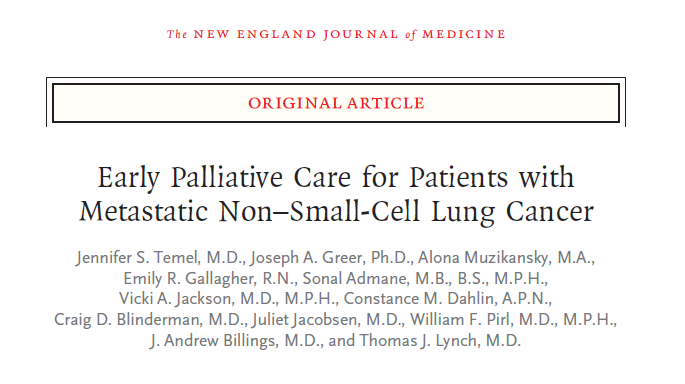 The NEW ENGLAND JOURNAL of MEDICINE
ORIGINAL ARTICLE
Early Palliative Care for Patients with
Metastatic Non–Small-Cell Lung Cancer
Jennifer S. Temel, M.D., Joseph A. Greer, Ph.D., Alona Muzikansky, M.A.,
Emily R. Gallagher, R.N., Sonal Admane, M.B., B.S., M.P.H.,
Vicki A. Jackson, M.D., M.P.H., Constance M. Dahlin, A.P.N.,
Craig D. Blinderman, M.D., Juliet Jacobsen, M.D., William F. Pirl, M.D., M.P.H.,
J. Andrew Billings, M.D., and Thomas J. Lynch, M.D.